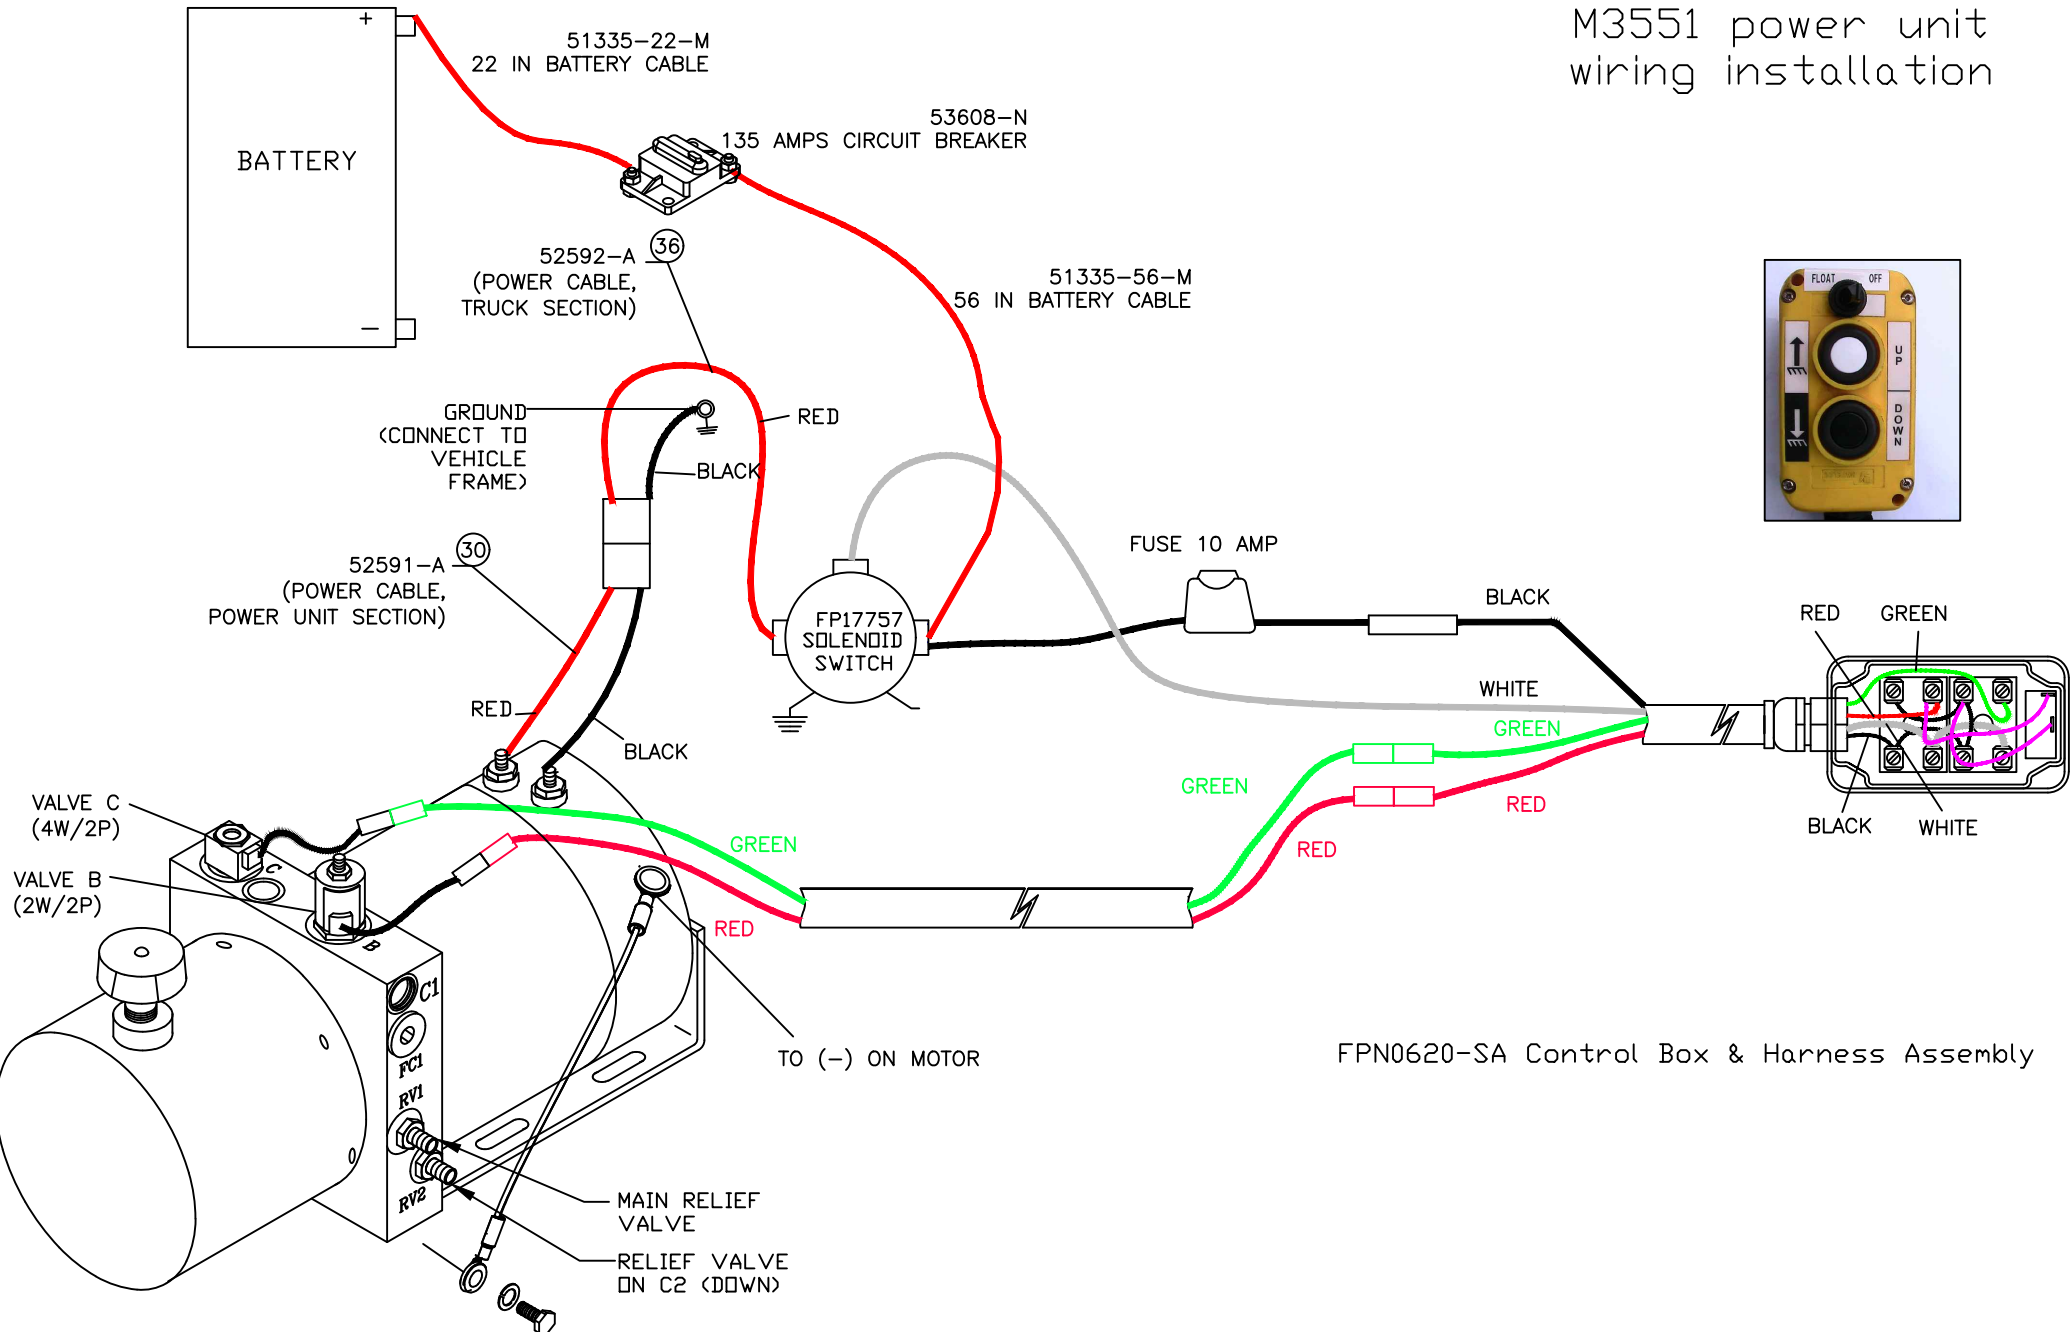 M3551 power unit
wiring installation
+
51335-22-M
22 IN BATTERY CABLE
BATTERY
53608-N
135 AMPS CIRCUIT BREAKER
36
52592-A
(POWER CABLE,
TRUCK SECTION)
51335-56-M
56 IN BATTERY CABLE
−
FLOAT OFF
UP
DOWN
GROUND
(CONNECT TO
VEHICLE
FRAME)
RED
BLACK
30
52591-A
(POWER CABLE,
POWER UNIT SECTION)
FUSE 10 AMP
BLACK
FP17757
SOLENOID
SWITCH
RED
GREEN
WHITE
RED
BLACK
GREEN
GREEN
RED
RED
BLACK
WHITE
VALVE C
(4W/2P)
VALVE B
(2W/2P)
GREEN
RED
C
B
C1
FC1
RV1
RV2
TO (-) ON MOTOR
FPN0620-SA Control Box & Harness Assembly
MAIN RELIEF
VALVE
RELIEF VALVE
ON C2 (DOWN)